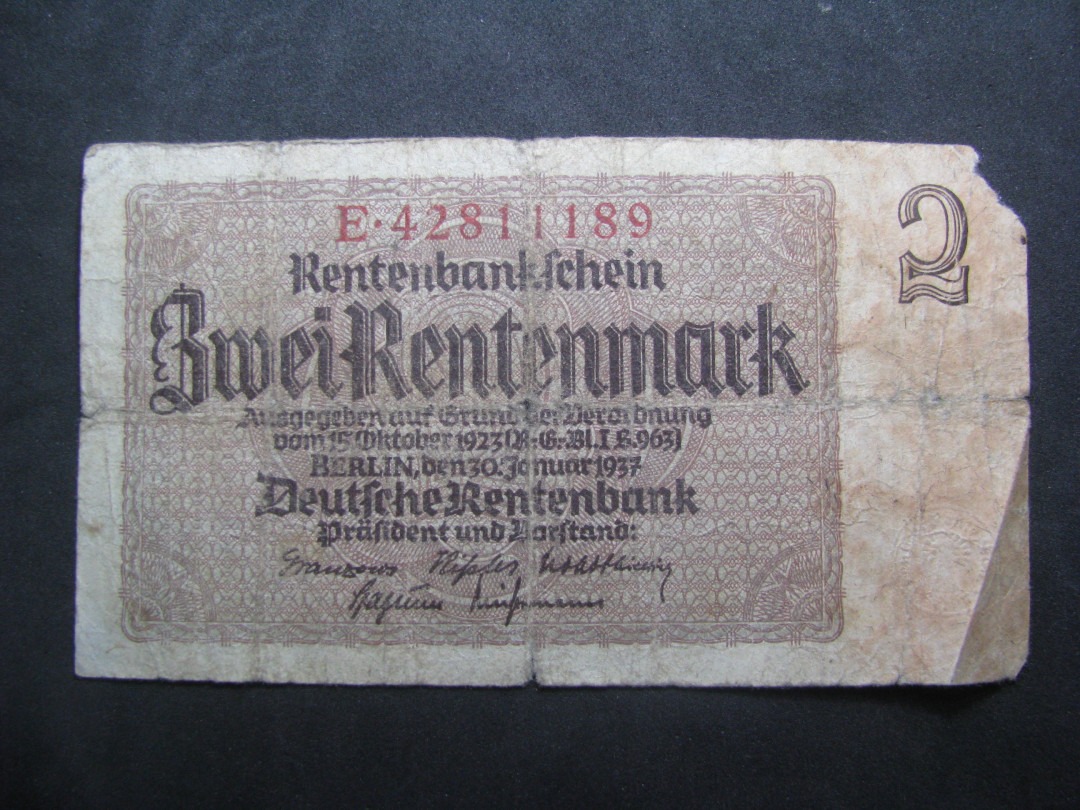 E·42811189
2
Rentenbankschein
Zwei Rentenmark
Ausgegeben auf Grund der Verordnung
vom 15. Oktober 1923 (R.-G.-Bl. I S. 963)
BERLIN, den 30. Januar 1937
Deutsche Rentenbank
Präsident und Vorstand: